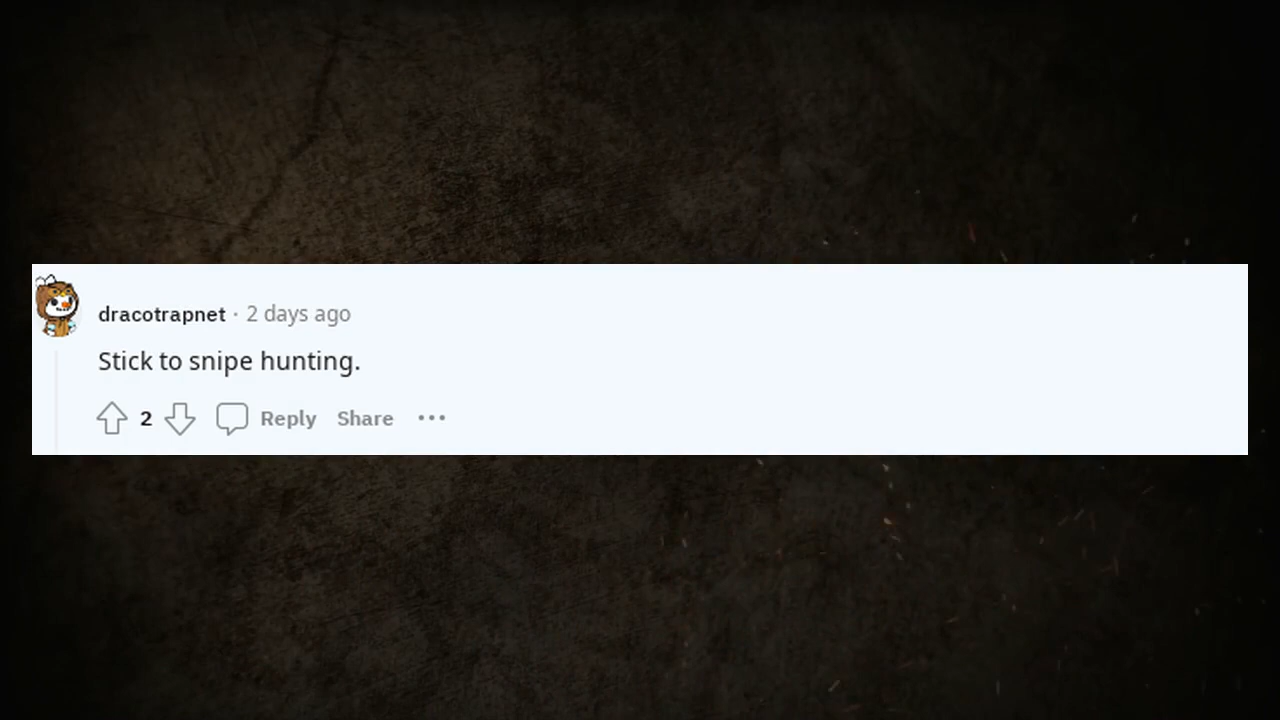 dracotrapnet · 2 days ago
Stick to snipe hunting.
2 Reply Share ···